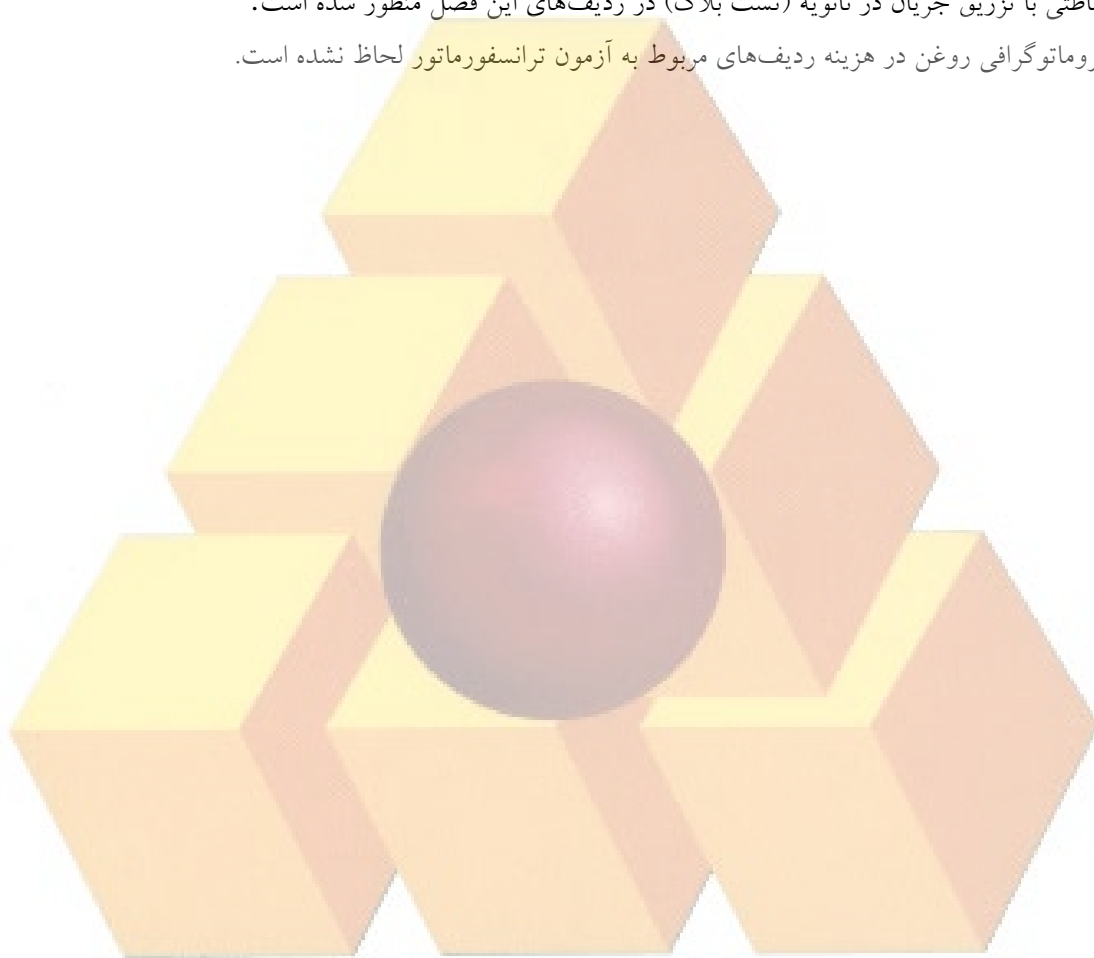 با تزریق جریان در ثانویه (تست بلاک) در ردیف‌های این فصل منظور شده است.
روغن در هزینه ردیف‌های مربوط به آزمون ترانسفورماتور لحاظ نشده است.